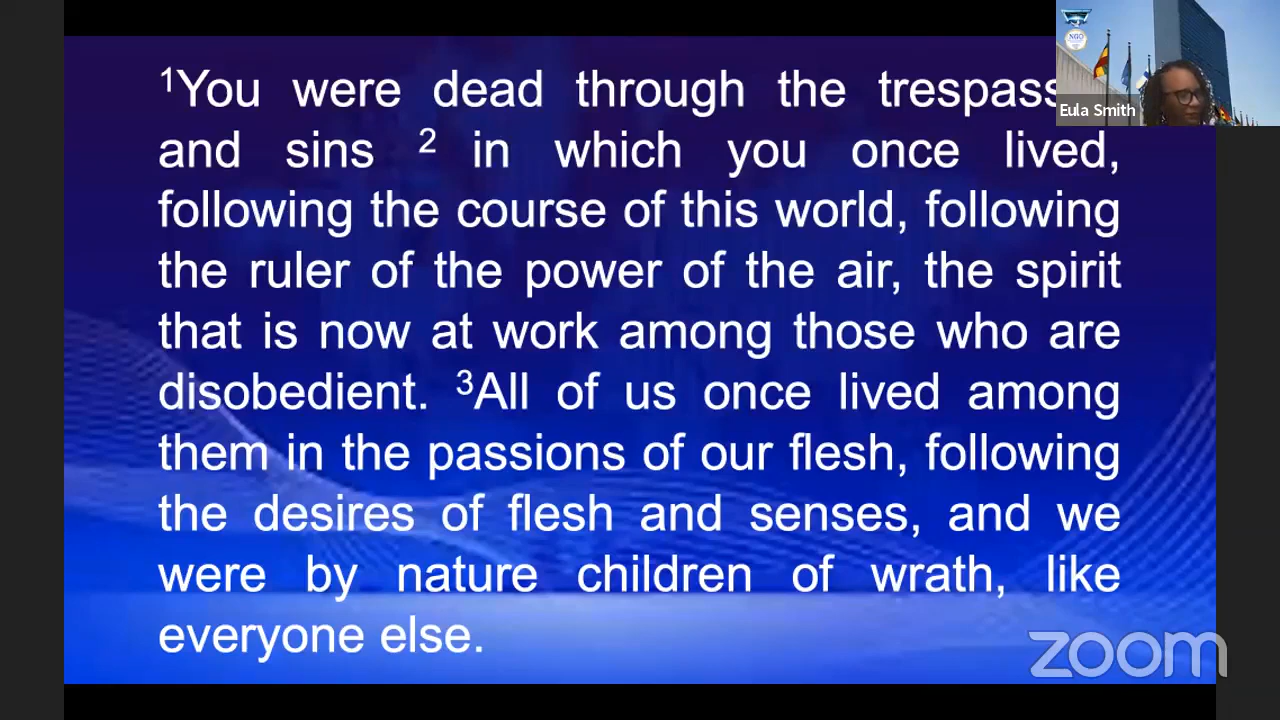 ¹You were dead through the trespass
and sins ² in which you once lived,
following the course of this world, following
the ruler of the power of the air, the spirit
that is now at work among those who are
disobedient. ³All of us once lived among
them in the passions of our flesh, following
the desires of flesh and senses, and we
were by nature children of wrath, like
everyone else.
NGO
Eula Smith
zoom